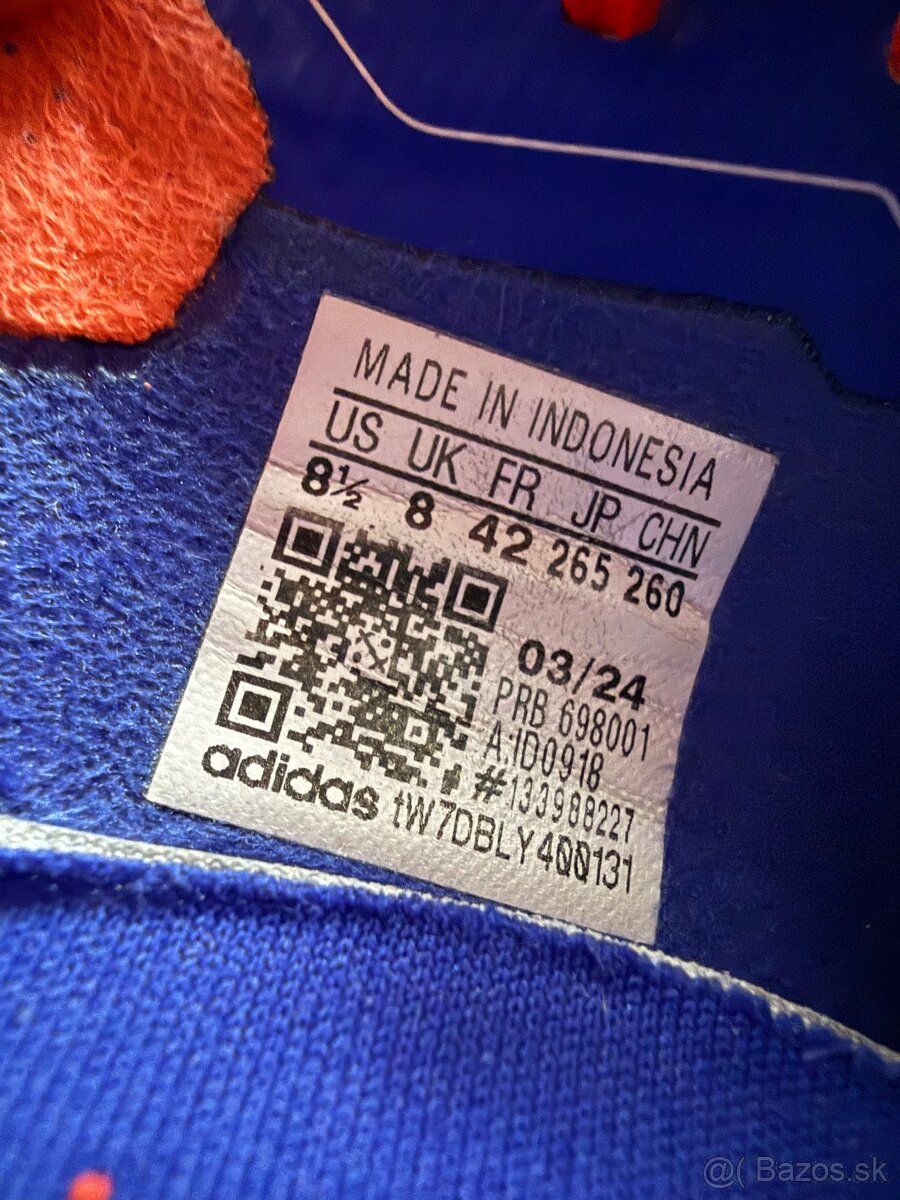 MADE IN INDONESIA
US UK FR JP CHN
8½ 8 42 265 260
03/24
PRB 698001
A:ID0918
#133988227
adidas tW7DBLY400131
@( Bazos.sk